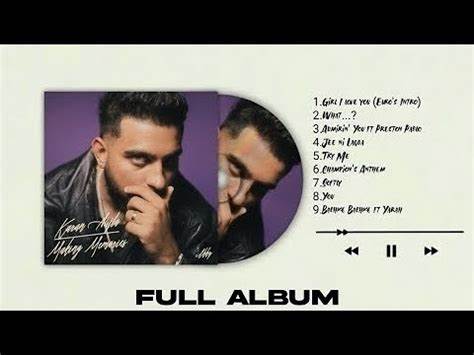 Karan Aujla
Making Memories
1.Girl I love you (Euro's Intro)
2.What...?
3.Admirin' You ft Preston Pablo
4.Jee Ni Lagda
5.Try Me
6.Champion's Anthem
7.Softly
8.You
9.Bachke Bachke ft Yarah
FULL ALBUM